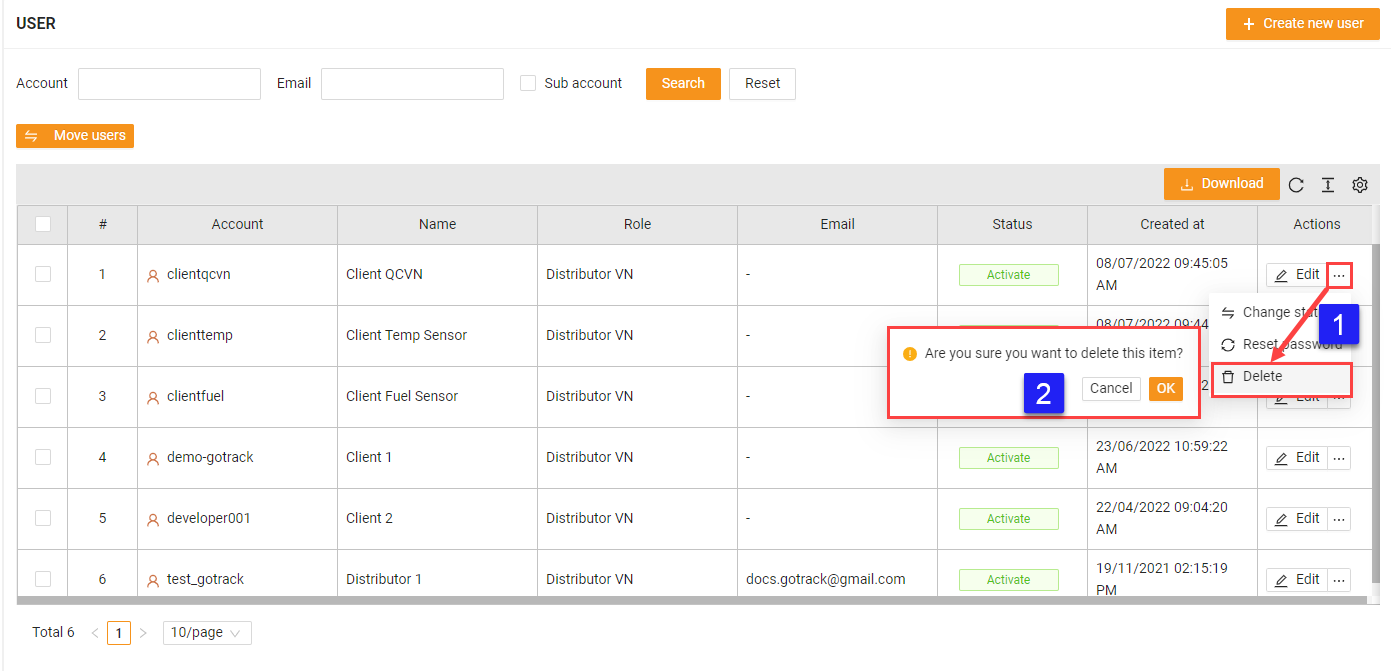 USER
Create new user
Account
Email
Sub account
Search
Reset
Move users
Download
# Account Name Role Email Status Created at Actions
1 clientqcvn Client QCVN Distributor VN - Activate 08/07/2022 09:45:05 AM Edit ...
Change
1
2 clienttemp Client Temp Sensor Distributor VN - 08/07/2022
Reset password
Are you sure you want to delete this item?
Delete
3 clientfuel Client Fuel Sensor Distributor VN -
2
Cancel
OK
4 demo-gotrack Client 1 Distributor VN - Activate 23/06/2022 10:59:22 AM Edit ...
5 developer001 Client 2 Distributor VN - Activate 22/04/2022 09:04:20 AM Edit ...
6 test_gotrack Distributor 1 Distributor VN docs.gotrack@gmail.com Activate 19/11/2021 02:15:19 PM Edit ...
Total 6 < 1 > 10/page